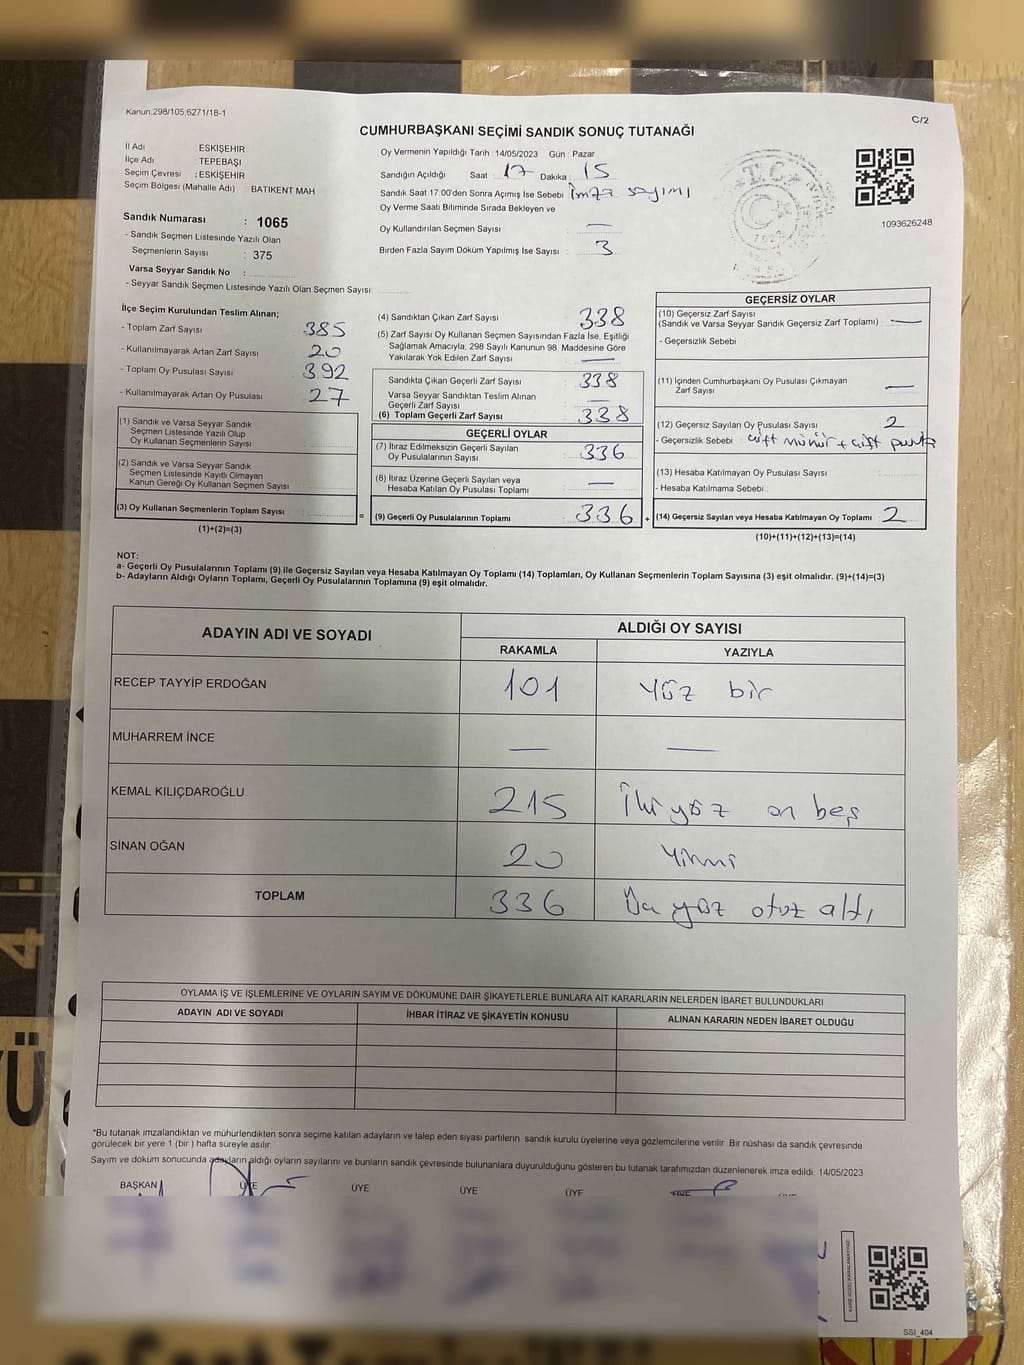 Kanun.298/105,6271/18-1
C/2
CUMHURBAŞKANI SEÇİMİ SANDIK SONUÇ TUTANAĞI
İl Adı : ESKİŞEHİR
İlçe Adı : TEPEBAŞI
Seçim Çevresi : ESKİŞEHİR
Seçim Bölgesi (Mahalle Adı) : BATIKENT MAH.
Sandık Numarası : 1065
- Sandık Seçmen Listesinde Yazılı Olan
Seçmenlerin Sayısı : 375
Varsa Seyyar Sandık No :
- Seyyar Sandık Seçmen Listesinde Yazılı Olan Seçmen Sayısı:
Oy Vermenin Yapıldığı Tarih : 14/05/2023 Gün : Pazar
Sandığın Açıldığı Saat : 17 Dakika : 15
Sandık Saat 17:00'den Sonra Açımış İse Sebebi : İmza sayımı
Oy Verme Saati Bitiminde Sırada Bekleyen ve
Oy Kullandırılan Seçmen Sayısı : —
Birden Fazla Sayım Döküm Yapılmış İse Sayısı : 3
T.C.
1093626248
İlçe Seçim Kurulundan Teslim Alınan;
- Toplam Zarf Sayısı 385
- Kullanılmayarak Artan Zarf Sayısı 20
- Toplam Oy Pusulası Sayısı 392
- Kullanılmayarak Artan Oy Pusulası 27
(1) Sandık ve Varsa Seyyar Sandık
Seçmen Listesinde Yazılı Olup
Oy Kullanan Seçmenlerin Sayısı
(2) Sandık ve Varsa Seyyar Sandık
Seçmen Listesinde Kayıtlı Olmayan
Kanun Gereği Oy Kullanan Seçmen Sayısı
(3) Oy Kullanan Seçmenlerin Toplam Sayısı =
(1)+(2)=(3)
(4) Sandıktan Çıkan Zarf Sayısı 338
(5) Zarf Sayısı Oy Kullanan Seçmen Sayısından Fazla İse, Eşitliği
Sağlamak Amacıyla, 298 Sayılı Kanunun 98. Maddesine Göre
Yakılarak Yok Edilen Zarf Sayısı —
Sandıkta Çıkan Geçerli Zarf Sayısı 338
Varsa Seyyar Sandıktan Teslim Alınan
Geçerli Zarf Sayısı —
(6) Toplam Geçerli Zarf Sayısı 338
GEÇERLİ OYLAR
(7) İtiraz Edilmeksizin Geçerli Sayılan
Oy Pusulalarının Sayısı 336
(8) İtiraz Üzerine Geçerli Sayılan veya
Hesaba Katılan Oy Pusulası Toplamı —
(9) Geçerli Oy Pusulalarının Toplamı 336 +
GEÇERSİZ OYLAR
(10) Geçersiz Zarf Sayısı
(Sandık ve Varsa Seyyar Sandık Geçersiz Zarf Toplamı) : —
- Geçersizlik Sebebi
(11) İçinden Cumhurbaşkanı Oy Pusulası Çıkmayan
Zarf Sayısı —
(12) Geçersiz Sayılan Oy Pusulası Sayısı 2
- Geçersizlik Sebebi : çift mühür + çift
(13) Hesaba Katılmayan Oy Pusulası Sayısı
- Hesaba Katılmama Sebebi :
(14) Geçersiz Sayılan veya Hesaba Katılmayan Oy Toplamı 2
(10)+(11)+(12)+(13)=(14)
NOT:
a- Geçerli Oy Pusulalarının Toplamı (9) ile Geçersiz Sayılan veya Hesaba Katılmayan Oy Toplamı (14) Toplamları, Oy Kullanan Seçmenlerin Toplam Sayısına (3) eşit olmalıdır. (9)+(14)=(3)
b- Adayların Aldığı Oyların Toplamı, Geçerli Oy Pusulalarının Toplamına (9) eşit olmalıdır.
ADAYIN ADI VE SOYADI
ALDIĞI OY SAYISI
RAKAMLA YAZIYLA
RECEP TAYYİP ERDOĞAN 101 Yüz bir
MUHARREM İNCE — —
KEMAL KILIÇDAROĞLU 215 İkiyüz on beş
SİNAN OĞAN 20 Yirmi
TOPLAM 336 Üç yüz otuz altı
OYLAMA İŞ VE İŞLEMLERİNE VE OYLARIN SAYIM VE DÖKÜMÜNE DAİR ŞİKAYETLERLE BUNLARA AİT KARARLARIN NELERDEN İBARET BULUNDUKLARI
ADAYIN ADI VE SOYADI İHBAR İTİRAZ VE ŞİKAYETİN KONUSU ALINAN KARARIN NEDEN İBARET OLDUĞU
*Bu tutanak imzalandıktan ve mühürlendikten sonra seçime katılan adayların ve talep eden siyasi partilerin sandık kurulu üyelerine veya gözlemcilerine verilir. Bir nüshası da sandık çevresinde
görülecek bir yere 1 (bir ) hafta süreyle asılır.
Sayım ve döküm sonucunda adayların aldığı oyların sayılarını ve bunların sandık çevresinde bulunanlara duyurulduğunu gösteren bu tutanak tarafımızdan düzenlenerek imza edildi. 14/05/2023
BAŞKAN ÜYE ÜYE ÜYE ÜYE ÜYE
SSI_404